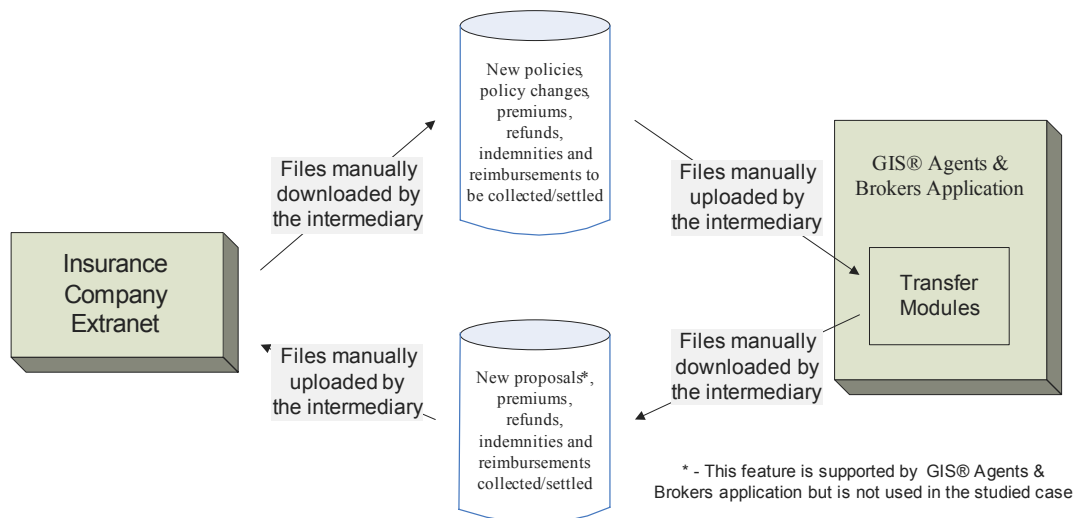 New policies,
policy changes,
premiums,
refunds,
indemnities and
reimbursements to
be collected/settled
Files manually
downloaded by
the intermediary
Files manually
uploaded by
the intermediary
GIS® Agents &
Brokers Application
Transfer
Modules
Insurance
Company
Extranet
Files manually
uploaded by
the intermediary
New proposals*,
premiums,
refunds,
indemnities and
reimbursements
collected/settled
Files manually
downloaded by
the intermediary
* - This feature is supported by GIS® Agents &
Brokers application but is not used in the studied case